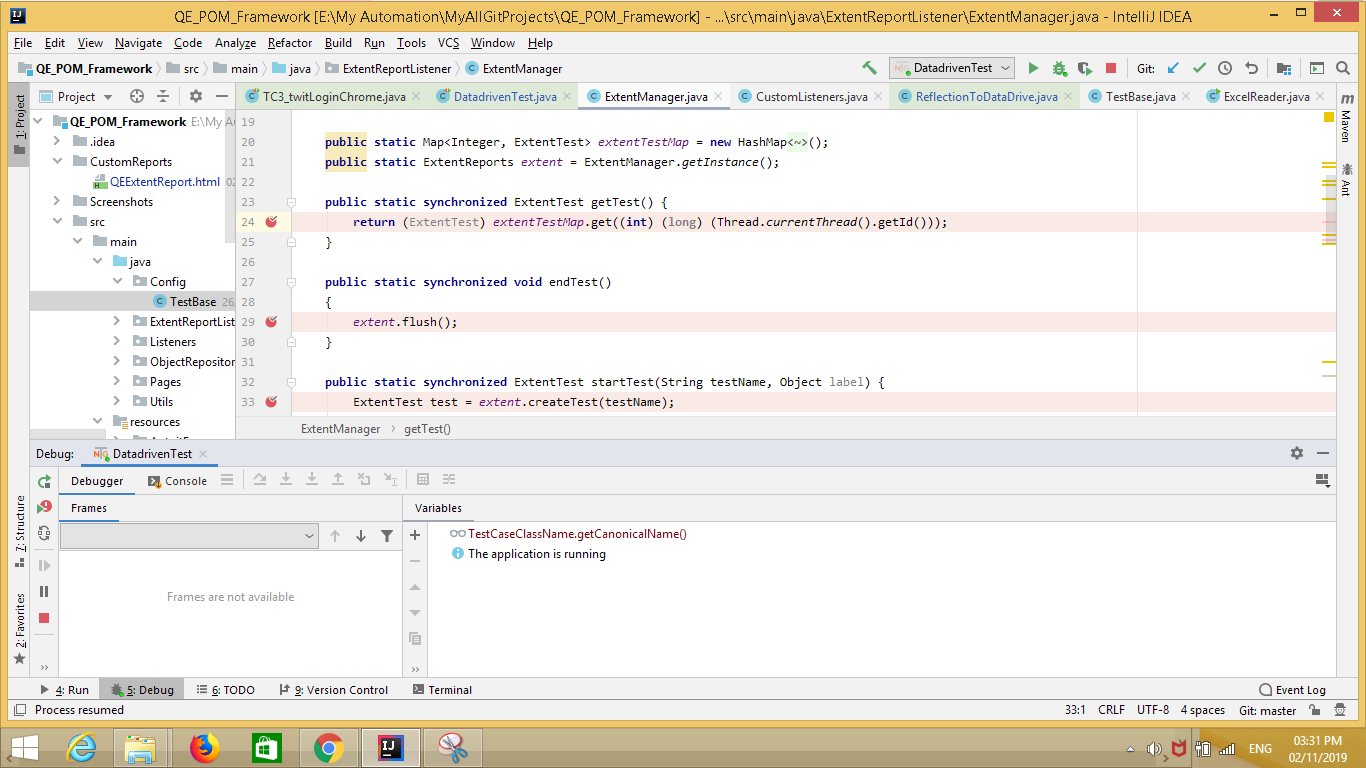 QE_POM_Framework [E:\My Automation\MyAllGitProjects\QE_POM_Framework] - ...\src\main\java\ExtentReportListener\ExtentManager.java - IntelliJ IDEA
File Edit View Navigate Code Analyze Refactor Build Run Tools VCS Window Help
QE_POM_Framework src main java ExtentReportListener ExtentManager DatadrivenTest Git:
1: Project Project TC3_twitLoginChrome.java DatadrivenTest.java ExtentManager.java CustomListeners.java ReflectionToDataDrive.java TestBase.java ExcelReader.java Maven
QE_POM_Framework E:\My A
.idea
CustomReports
QEExtentReport.html 02
Screenshots
src
main
java
Config
TestBase 26
ExtentReportList
Listeners
ObjectRepositor
Pages
Utils
resources
19
20 public static Map<Integer, ExtentTest> extentTestMap = new HashMap<~>();
21 public static ExtentReports extent = ExtentManager.getInstance();
22
23 public static synchronized ExtentTest getTest() {
24 return (ExtentTest) extentTestMap.get((int) (long) (Thread.currentThread().getId()));
25 }
26
27 public static synchronized void endTest()
28 {
29 extent.flush();
30 }
31
32 public static synchronized ExtentTest startTest(String testName, Object label) {
33 ExtentTest test = extent.createTest(testName);
Ant
ExtentManager getTest()
Debug: DatadrivenTest
Debugger Console
Frames Variables
TestCaseClassName.getCanonicalName()
The application is running
Frames are not available
7: Structure
2: Favorites
4: Run 5: Debug 6: TODO 9: Version Control Terminal Event Log
Process resumed 33:1 CRLF UTF-8 4 spaces Git: master
ENG 03:31 PM
02/11/2019